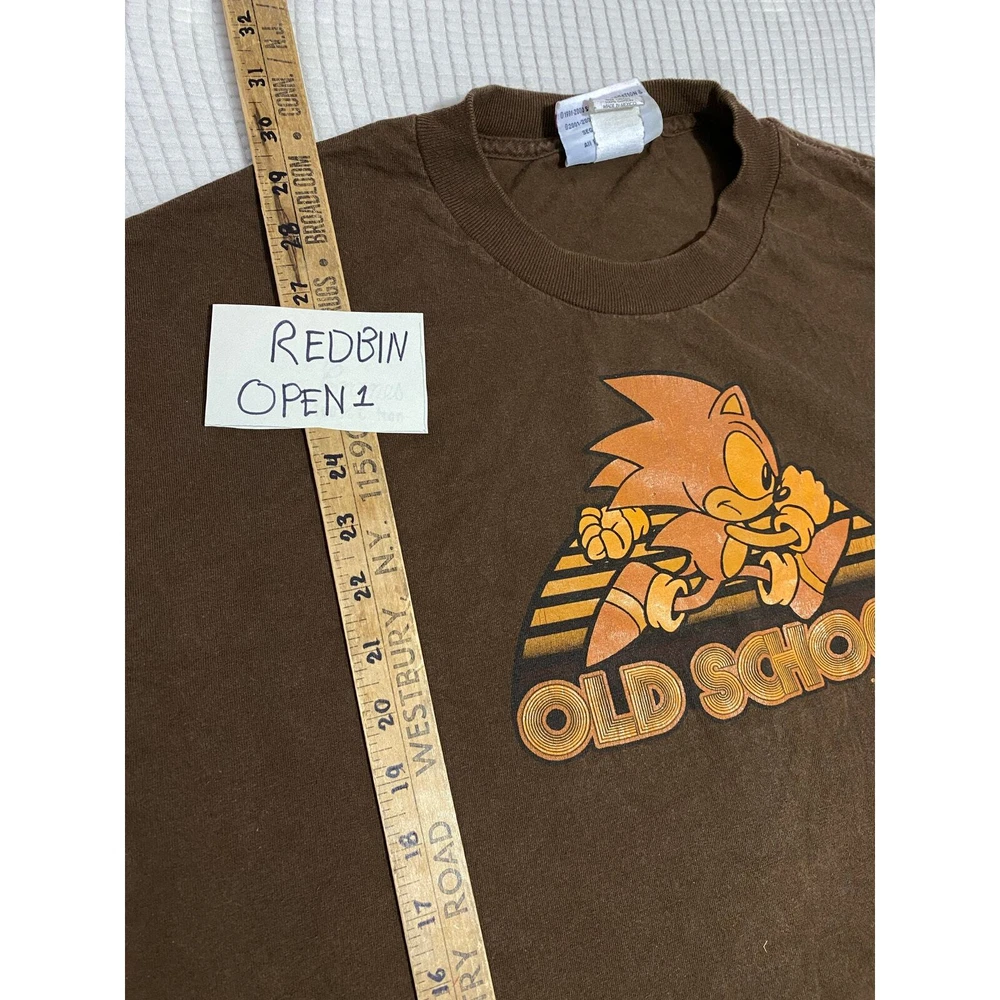 32
31
30
29
28
27
24
23
22
21
20
19
18
17
16
CONN.
BROADLOOM
1159
WESTBURY, N.Y.
ROAD
REDBIN
OPEN 1
OLD SCHOO